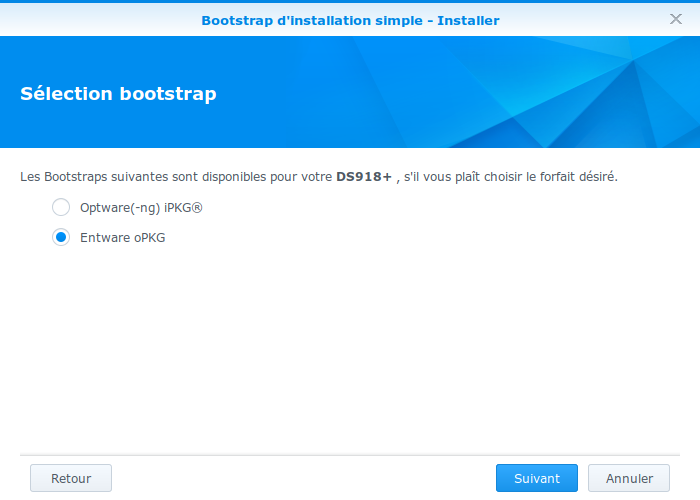 Bootstrap d'installation simple - Installer
Sélection bootstrap
Les Bootstraps suivantes sont disponibles pour votre DS918+ , s'il vous plaît choisir le forfait désiré.
Optware(-ng) iPKG®
Entware oPKG
Retour
Suivant
Annuler